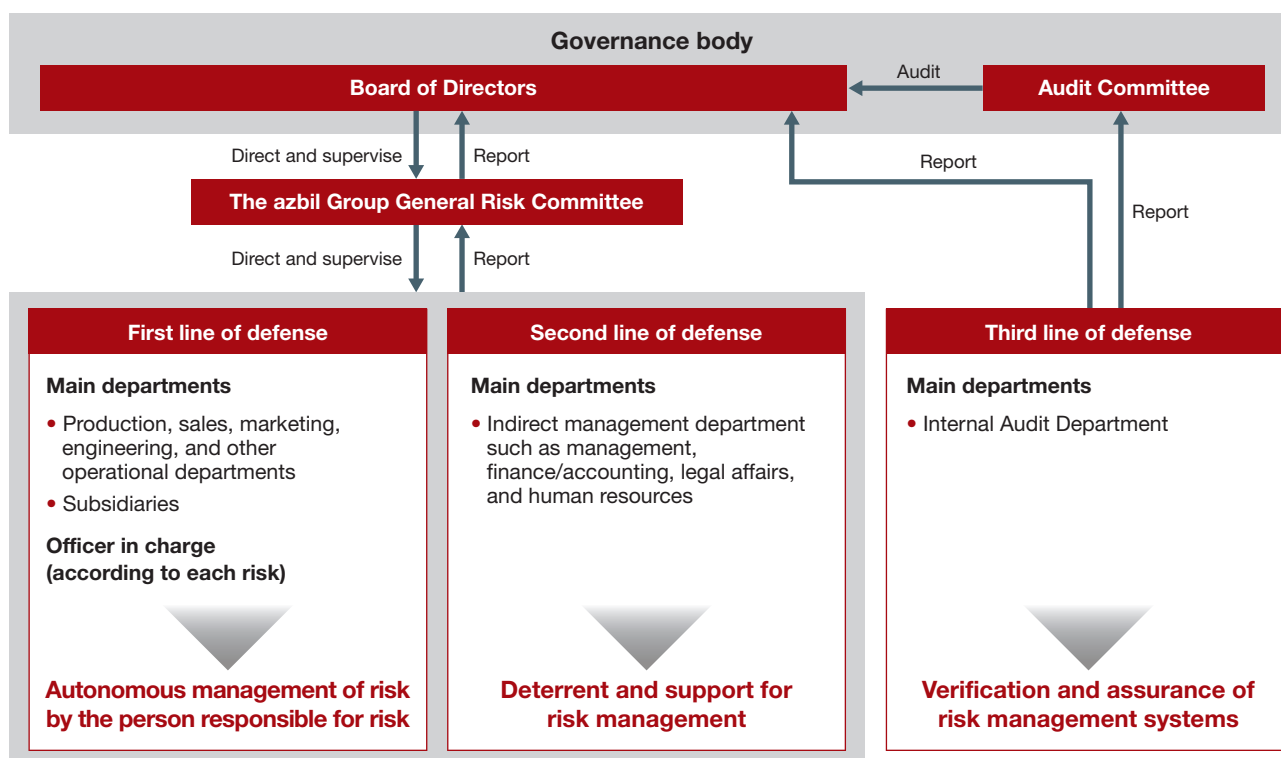 Governance body
Board of Directors
Audit
Audit Committee
Direct and supervise
Report
Report
Report
The azbil Group General Risk Committee
Direct and supervise
Report
First line of defense
Main departments
• Production, sales, marketing,
engineering, and other
operational departments
• Subsidiaries
Officer in charge
(according to each risk)
Autonomous management of risk
by the person responsible for risk
Second line of defense
Main departments
• Indirect management department
such as management,
finance/accounting, legal affairs,
and human resources
Deterrent and support for
risk management
Third line of defense
Main departments
• Internal Audit Department
Verification and assurance of
risk management systems